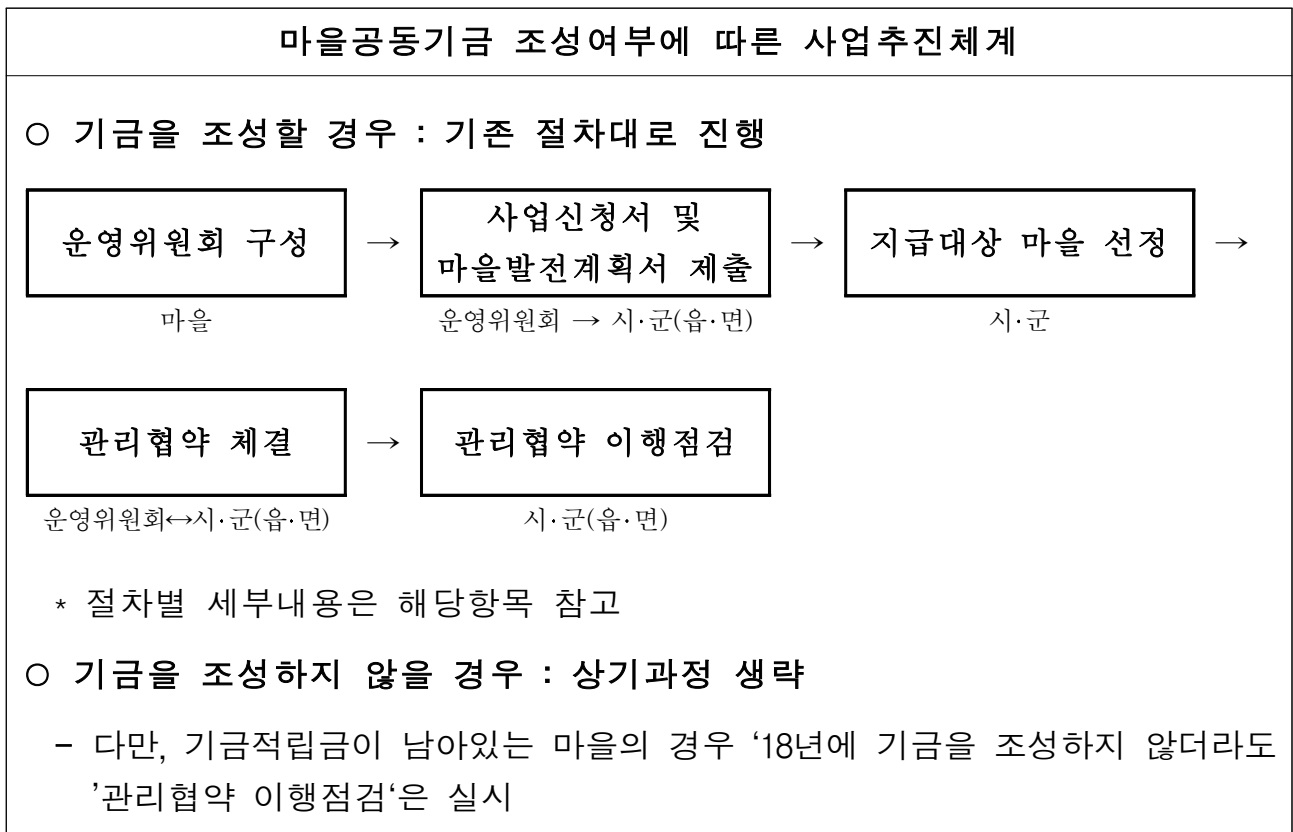 마을공동기금 조성여부에 따른 사업추진체계
○ 기금을 조성할 경우 : 기존 절차대로 진행
운영위원회 구성 → 사업신청서 및 마을발전계획서 제출 → 지급대상 마을 선정 →
마을 운영위원회 → 시·군(읍·면) 시·군
관리협약 체결 → 관리협약 이행점검
운영위원회↔시·군(읍·면) 시·군(읍·면)
* 절차별 세부내용은 해당항목 참고
○ 기금을 조성하지 않을 경우 : 상기과정 생략
- 다만, 기금적립금이 남아있는 마을의 경우 ‘18년에 기금을 조성하지 않더라도
’관리협약 이행점검‘은 실시